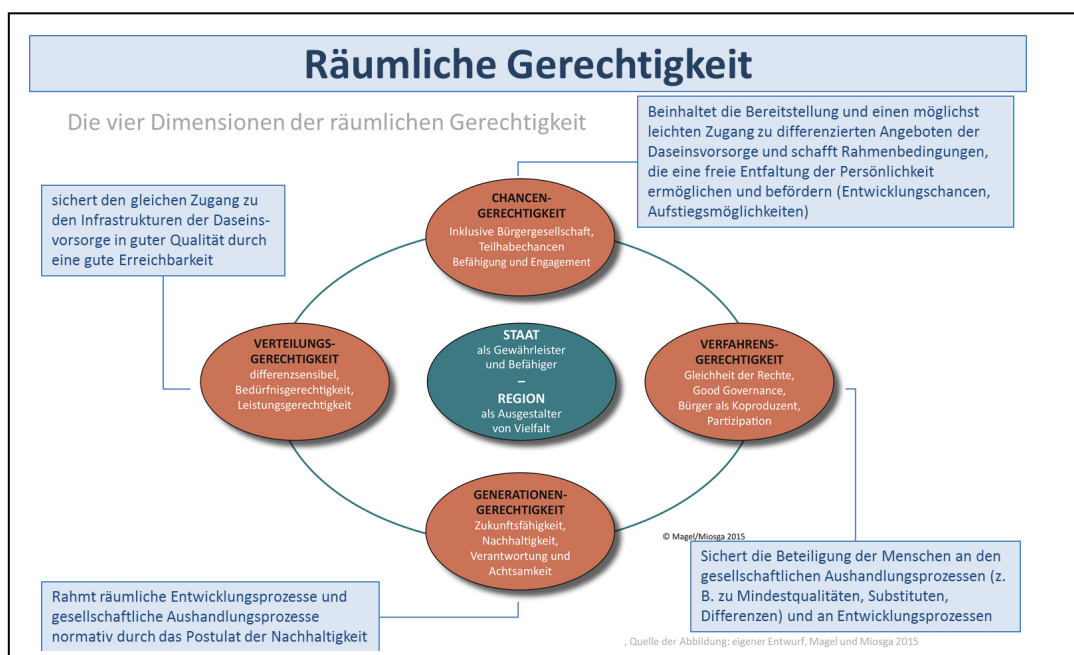 Räumliche Gerechtigkeit
Die vier Dimensionen der räumlichen Gerechtigkeit
Beinhaltet die Bereitstellung und einen möglichst
leichten Zugang zu differenzierten Angeboten der
Daseinsvorsorge und schafft Rahmenbedingungen,
die eine freie Entfaltung der Persönlichkeit
ermöglichen und befördern (Entwicklungschancen,
Aufstiegsmöglichkeiten)
sichert den gleichen Zugang zu
den Infrastrukturen der Daseins-
vorsorge in guter Qualität durch
eine gute Erreichbarkeit
CHANCEN-
GERECHTIGKEIT
Inklusive Bürgergesellschaft,
Teilhabechancen
Befähigung und Engagement
VERTEILUNGS-
GERECHTIGKEIT
differenzsensibel,
Bedürfnisgerechtigkeit,
Leistungsgerechtigkeit
STAAT
als Gewährleister
und Befähiger
–
REGION
als Ausgestalter
von Vielfalt
VERFAHRENS-
GERECHTIGKEIT
Gleichheit der Rechte,
Good Governance,
Bürger als Koproduzent,
Partizipation
GENERATIONEN-
GERECHTIGKEIT
Zukunftsfähigkeit,
Nachhaltigkeit,
Verantwortung und
Achtsamkeit
© Magel/Miosga 2015
Sichert die Beteiligung der Menschen an den
gesellschaftlichen Aushandlungsprozessen (z.
B. zu Mindestqualitäten, Substituten,
Differenzen) und an Entwicklungsprozessen
Rahmt räumliche Entwicklungsprozesse und
gesellschaftliche Aushandlungsprozesse
normativ durch das Postulat der Nachhaltigkeit
, Quelle der Abbildung: eigener Entwurf, Magel und Miosga 2015